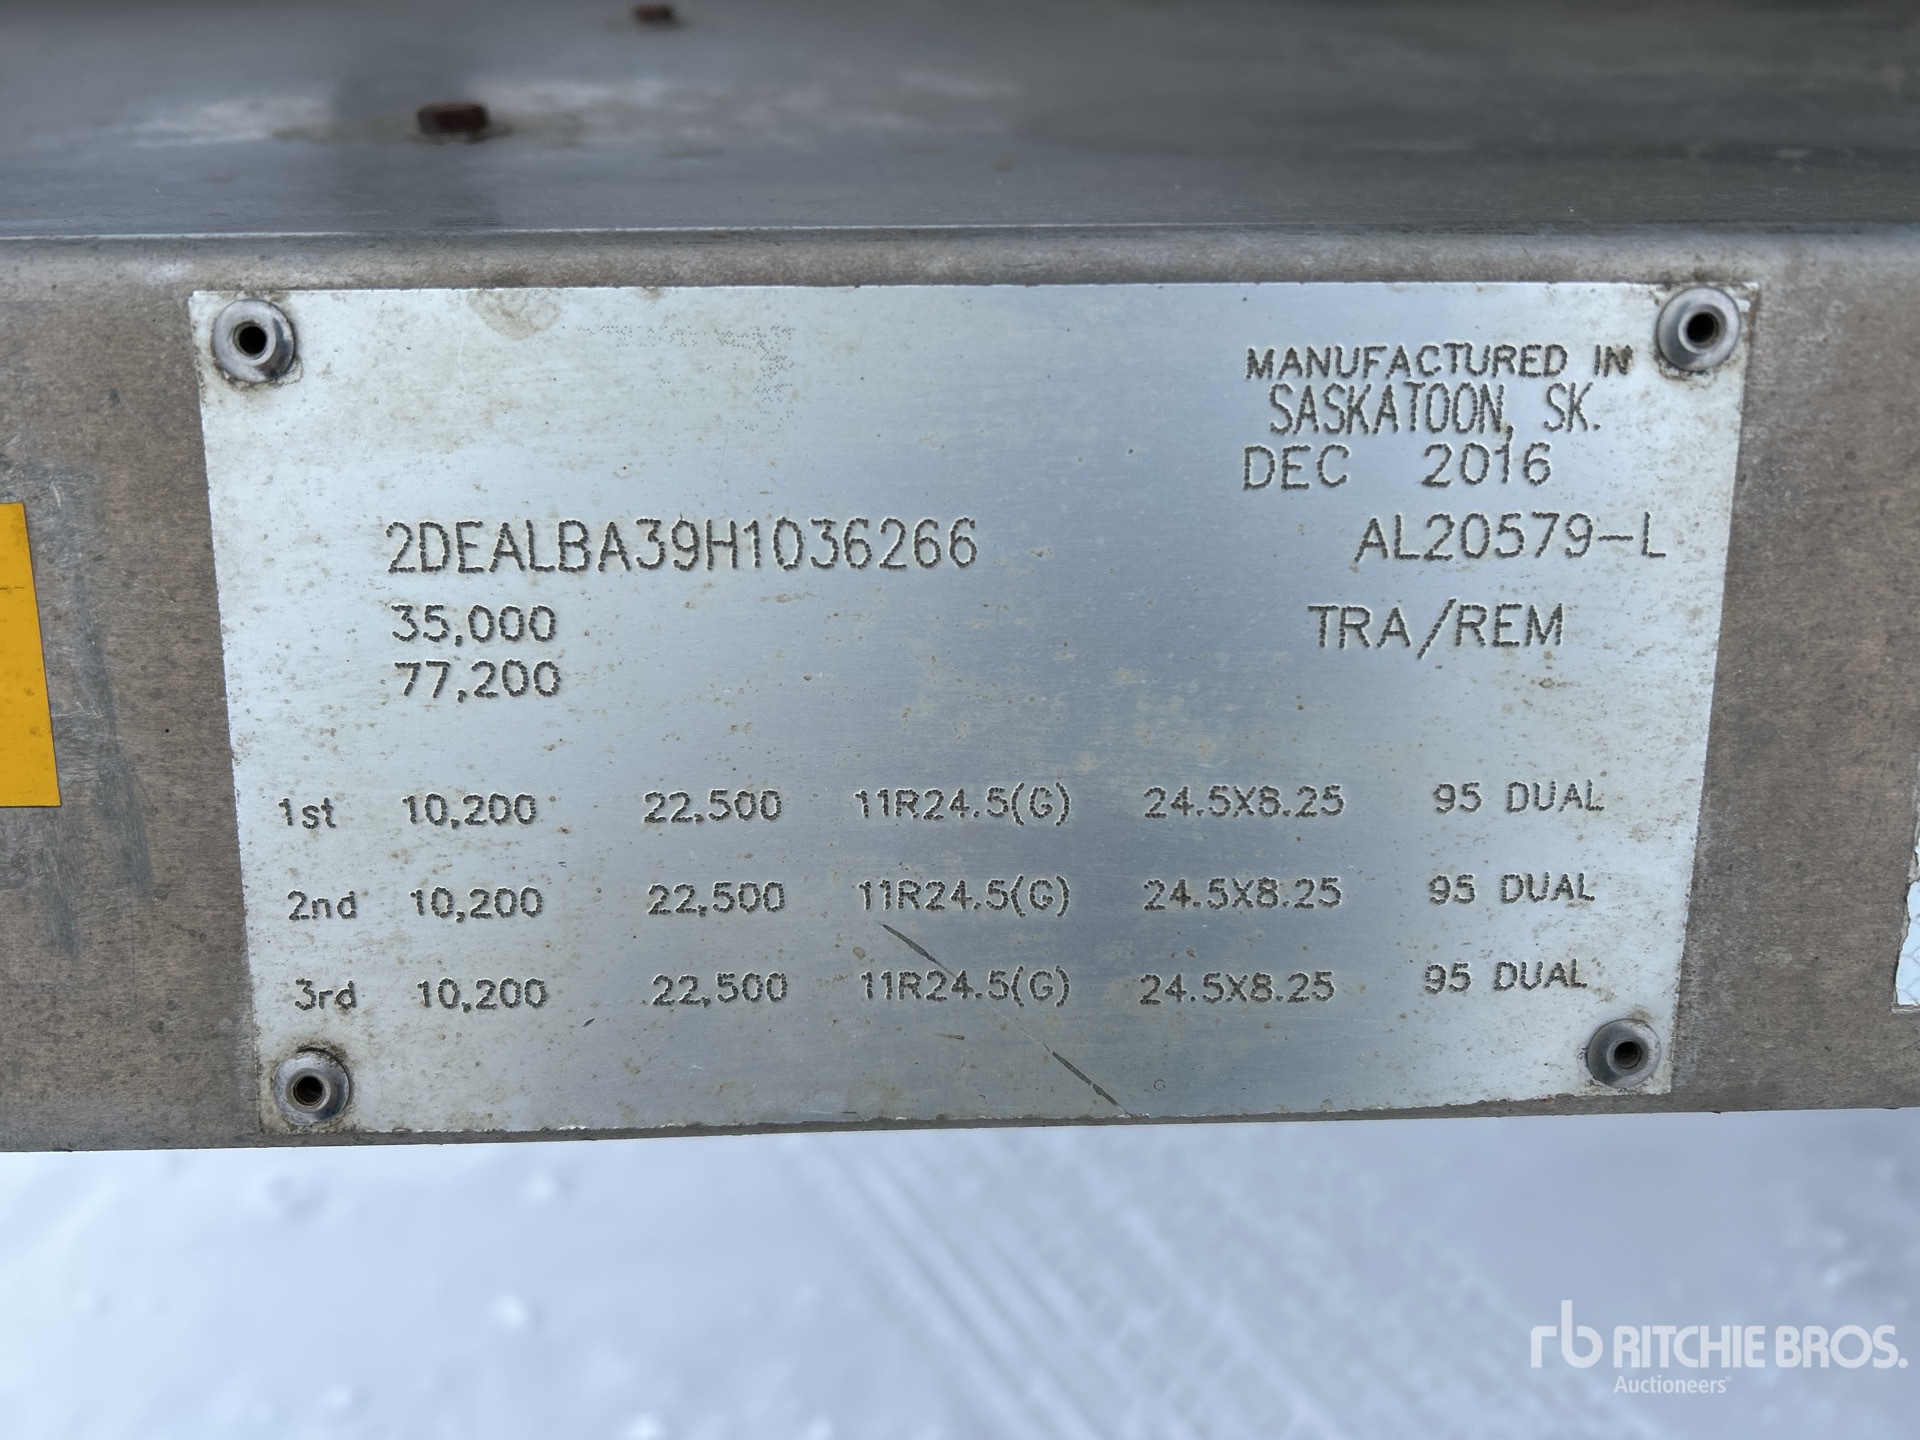 MANUFACTURED IN
SASKATOON, SK.
DEC 2016
2DEALBA39H1036266 AL20579-L
35,000 TRA/REM
77,200
1st 10,200 22,500 11R24.5(G) 24.5X8.25 95 DUAL
2nd 10,200 22,500 11R24.5(G) 24.5X8.25 95 DUAL
3rd 10,200 22,500 11R24.5(G) 24.5X8.25 95 DUAL
rb RITCHIE BROS.
Auctioneers